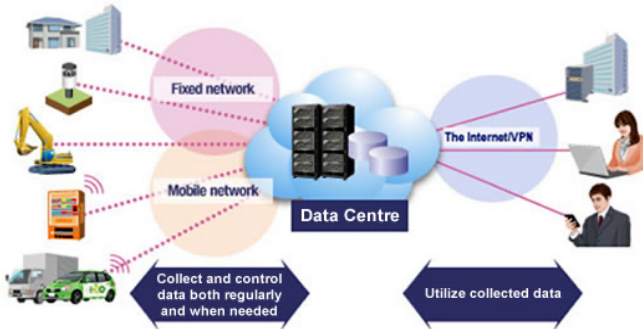 Fixed network
Mobile network
The Internet/VPN
Data Centre
Collect and control
data both regularly
and when needed
Utilize collected data